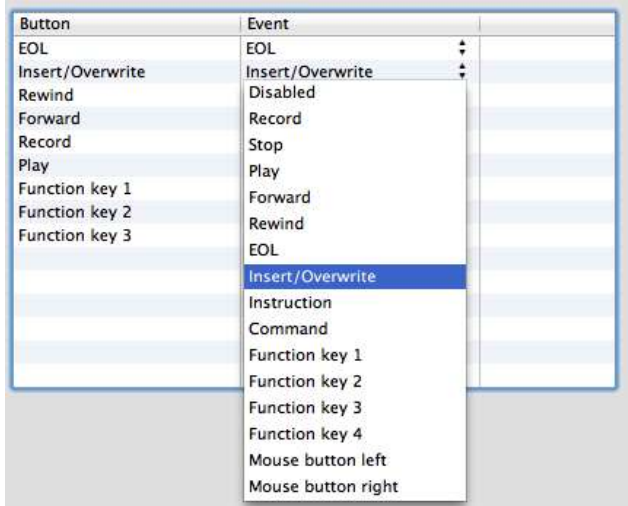 Button Event
EOL EOL
Insert/Overwrite Insert/Overwrite
Rewind Disabled
Forward Record
Record Stop
Play Play
Function key 1 Forward
Function key 2 Rewind
Function key 3 EOL
Insert/Overwrite
Instruction
Command
Function key 1
Function key 2
Function key 3
Function key 4
Mouse button left
Mouse button right